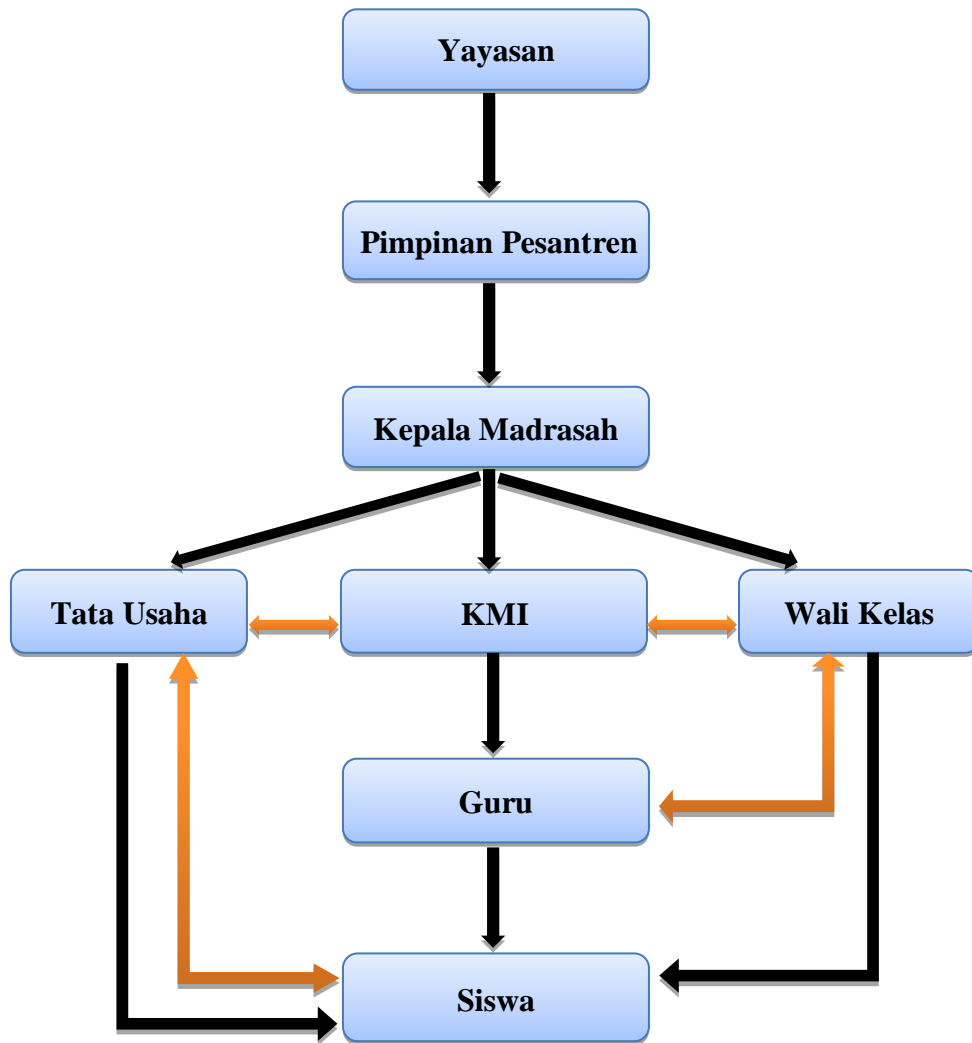 Yayasan
Pimpinan Pesantren
Kepala Madrasah
Tata Usaha
KMI
Wali Kelas
Guru
Siswa